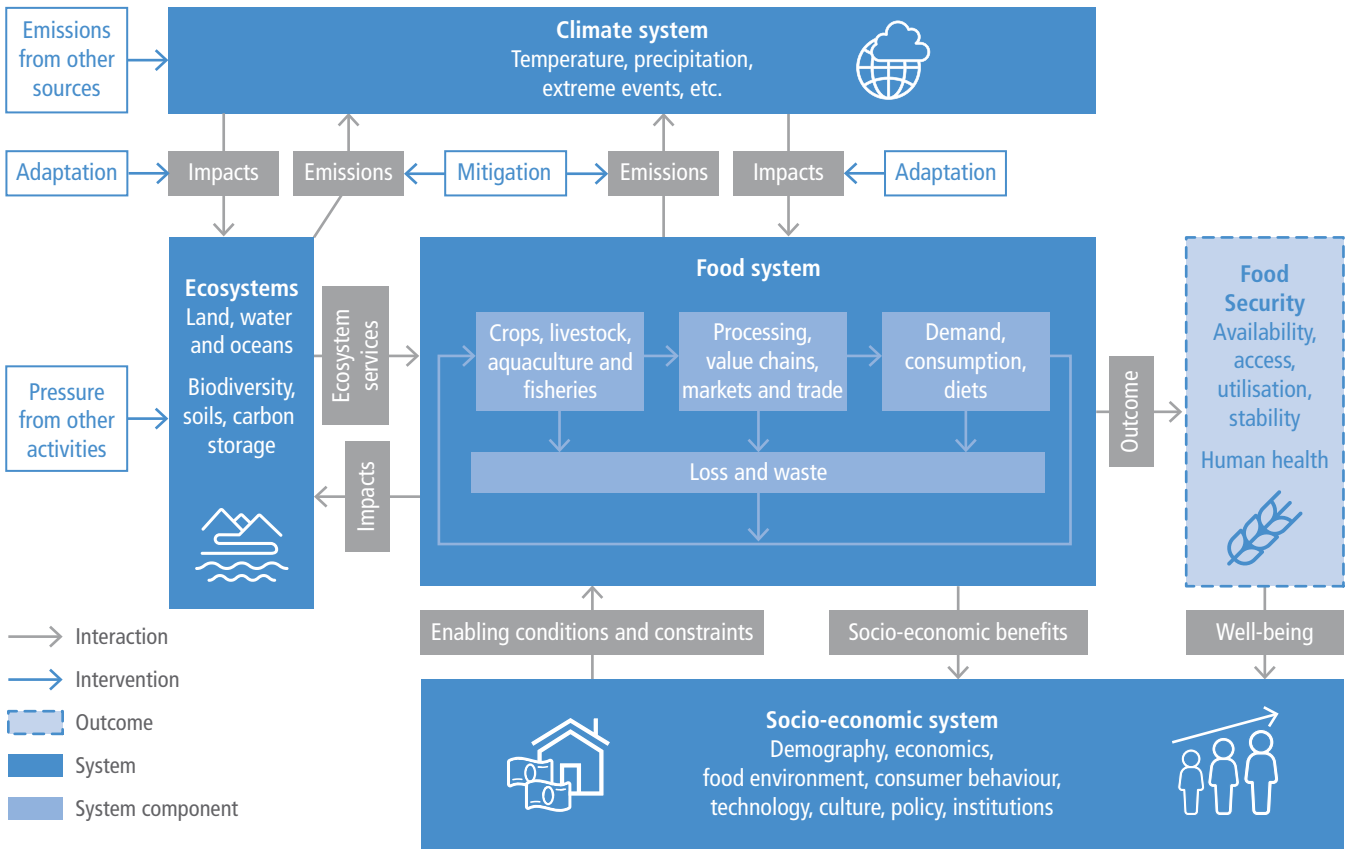 Emissions
from other
sources
Climate system
Temperature, precipitation,
extreme events, etc.
Adaptation
Impacts
Emissions
Mitigation
Emissions
Impacts
Adaptation
Pressure
from other
activities
Ecosystems
Land, water
and oceans
Biodiversity,
soils, carbon
storage
Ecosystem
services
Impacts
Food system
Crops, livestock,
aquaculture and
fisheries
Processing,
value chains,
markets and trade
Demand,
consumption,
diets
Loss and waste
Outcome
Food
Security
Availability,
access,
utilisation,
stability
Human health
Enabling conditions and constraints
Socio-economic benefits
Well-being
Socio-economic system
Demography, economics,
food environment, consumer behaviour,
technology, culture, policy, institutions
Interaction
Intervention
Outcome
System
System component